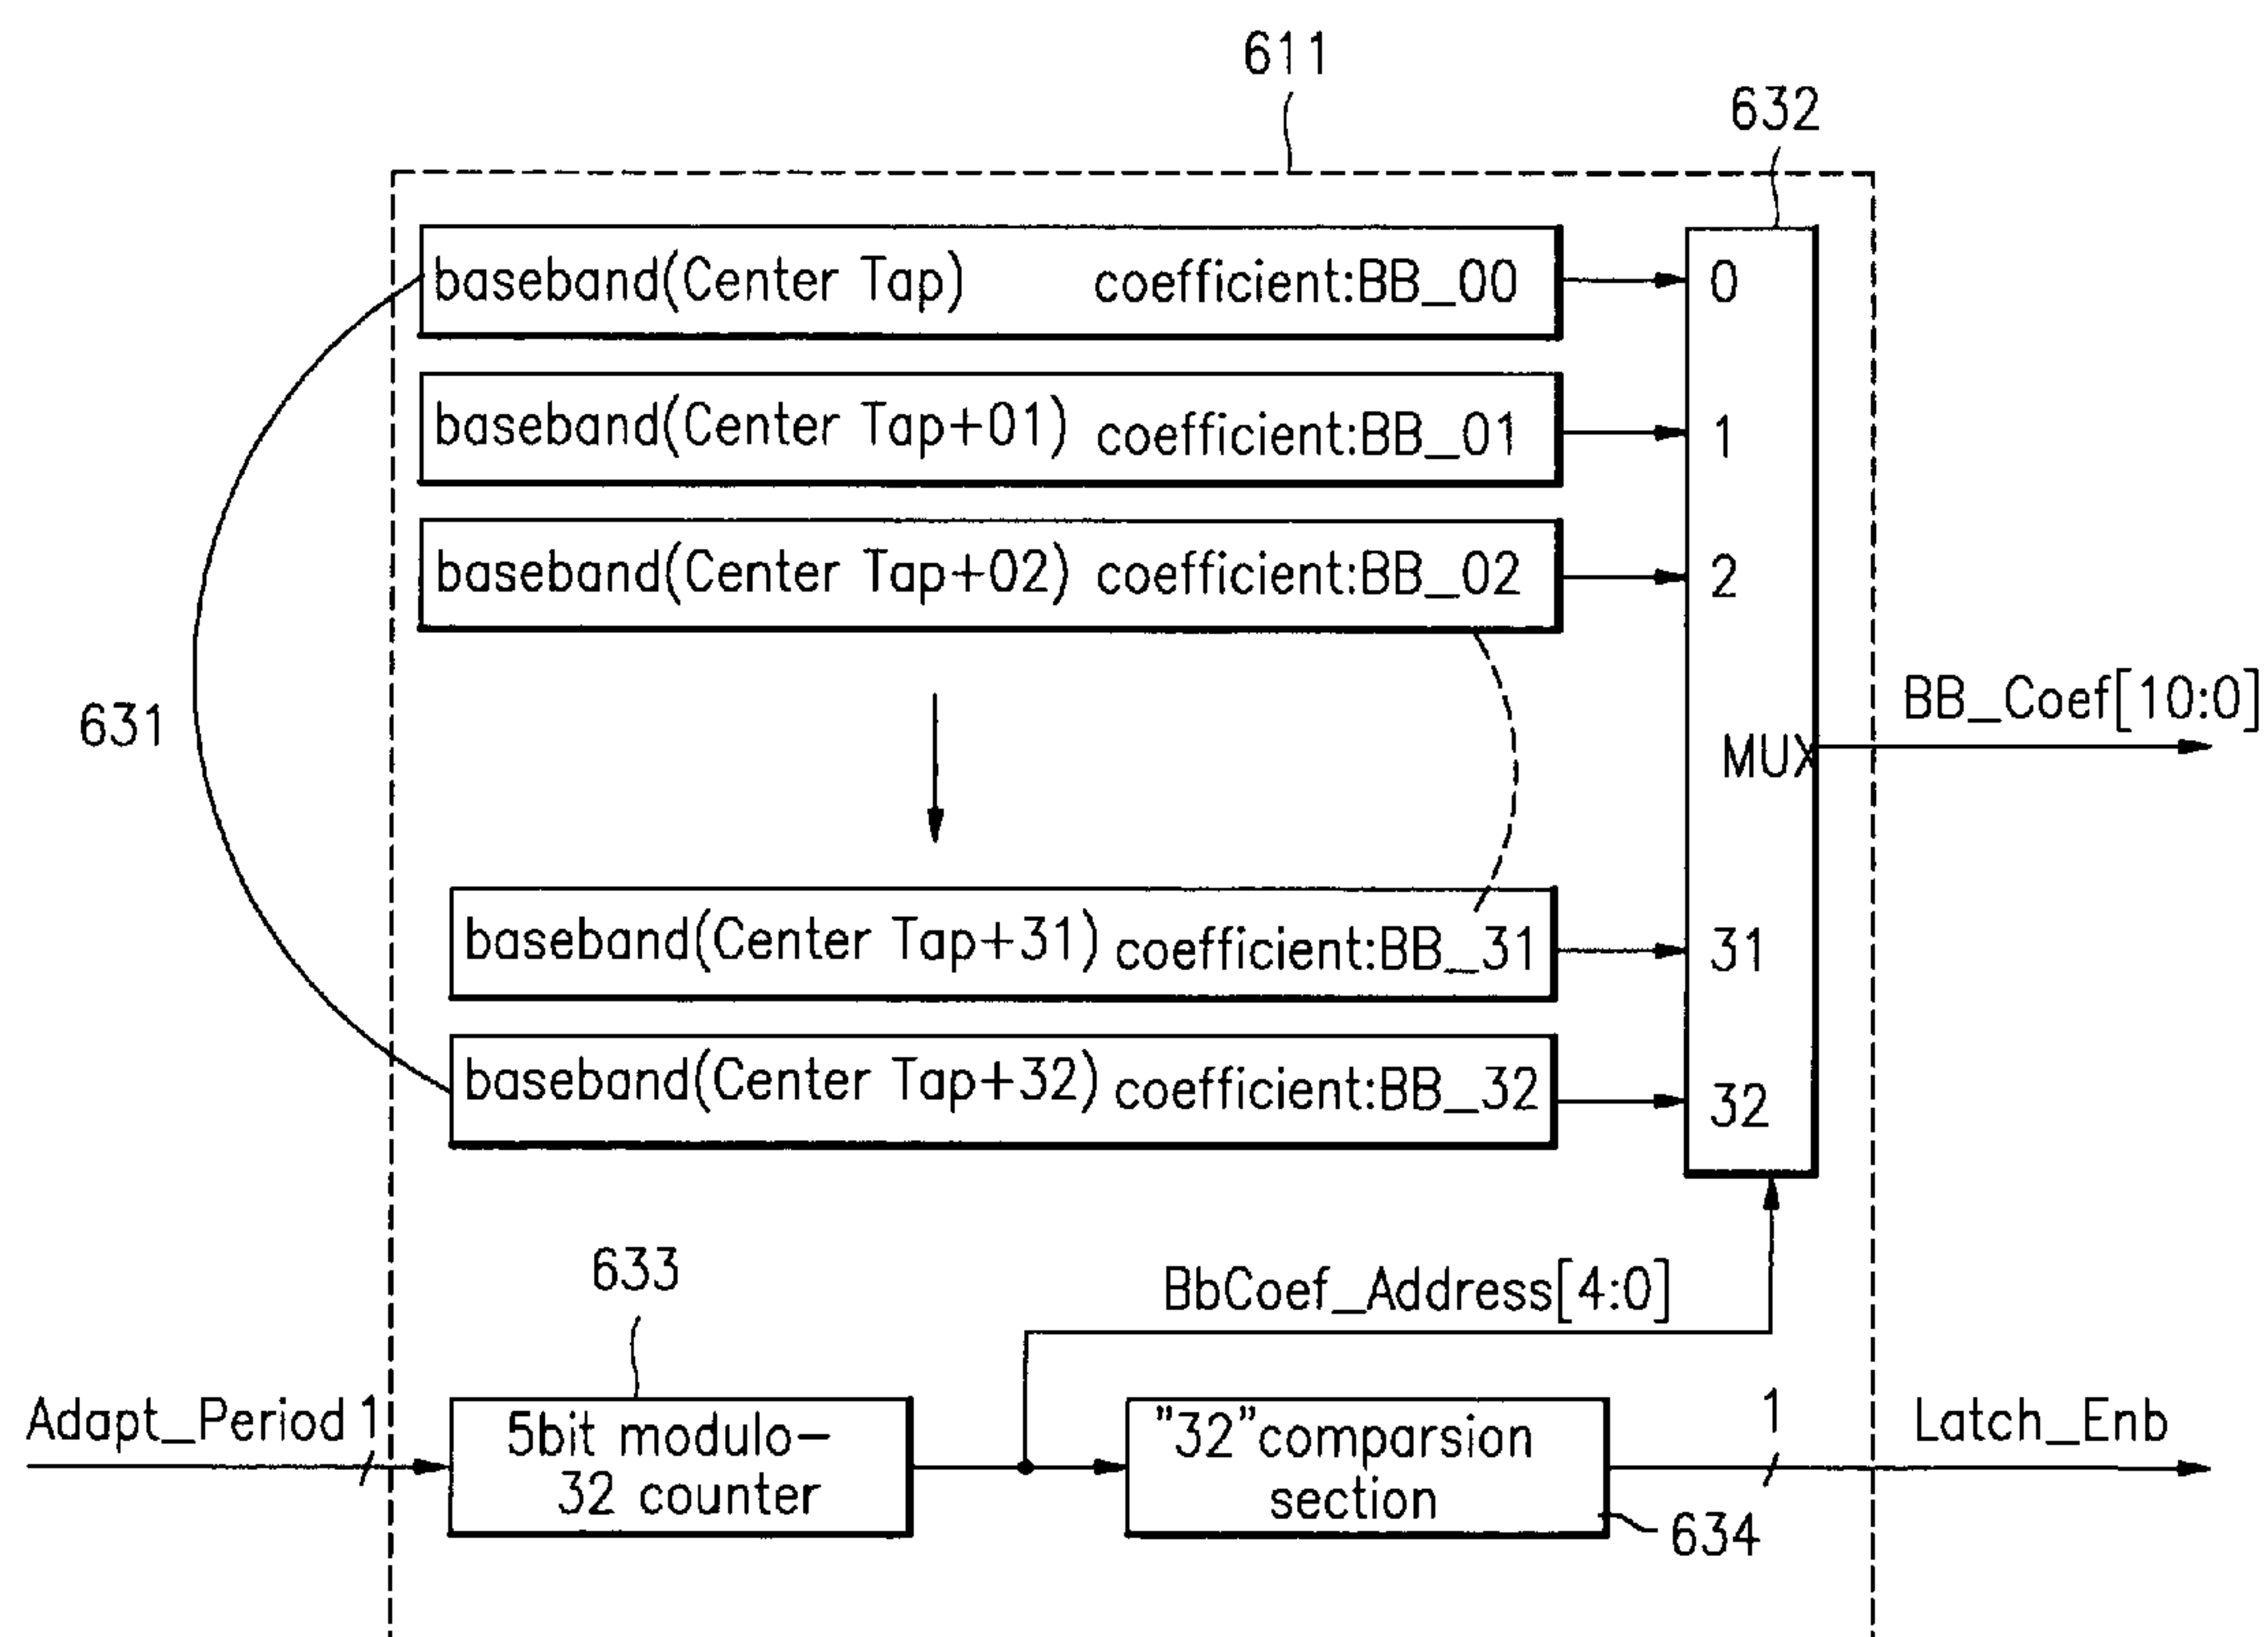 611
632
baseband(Center Tap) coefficient:BB_00 0
baseband(Center Tap+01) coefficient:BB_01 1
baseband(Center Tap+02) coefficient:BB_02 2
631
MUX
BB_Coef[10:0]
baseband(Center Tap+31) coefficient:BB_31 31
baseband(Center Tap+32) coefficient:BB_32 32
633
BbCoef_Address[4:0]
Adapt_Period 1
5bit modulo-
32 counter
"32"comparsion
section
634
1
Latch_Enb